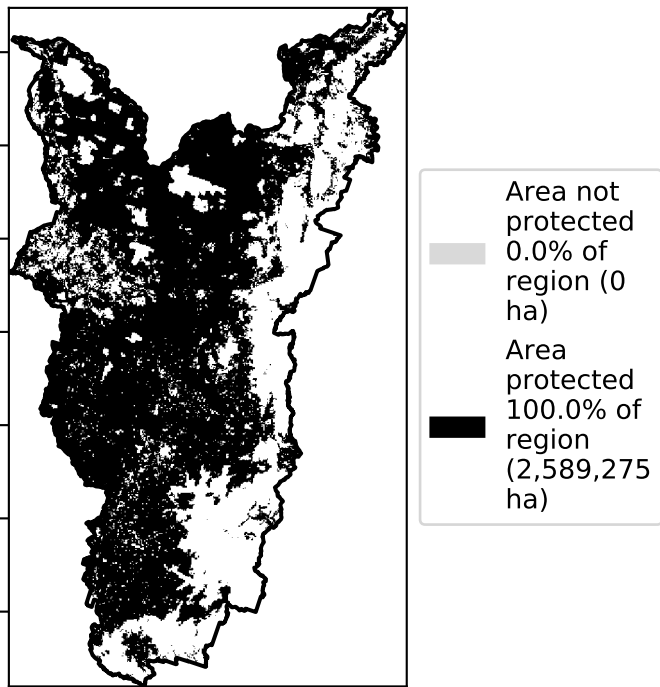 Area not
protected
0.0% of
region (0
ha)
Area
protected
100.0% of
region
(2,589,275
ha)